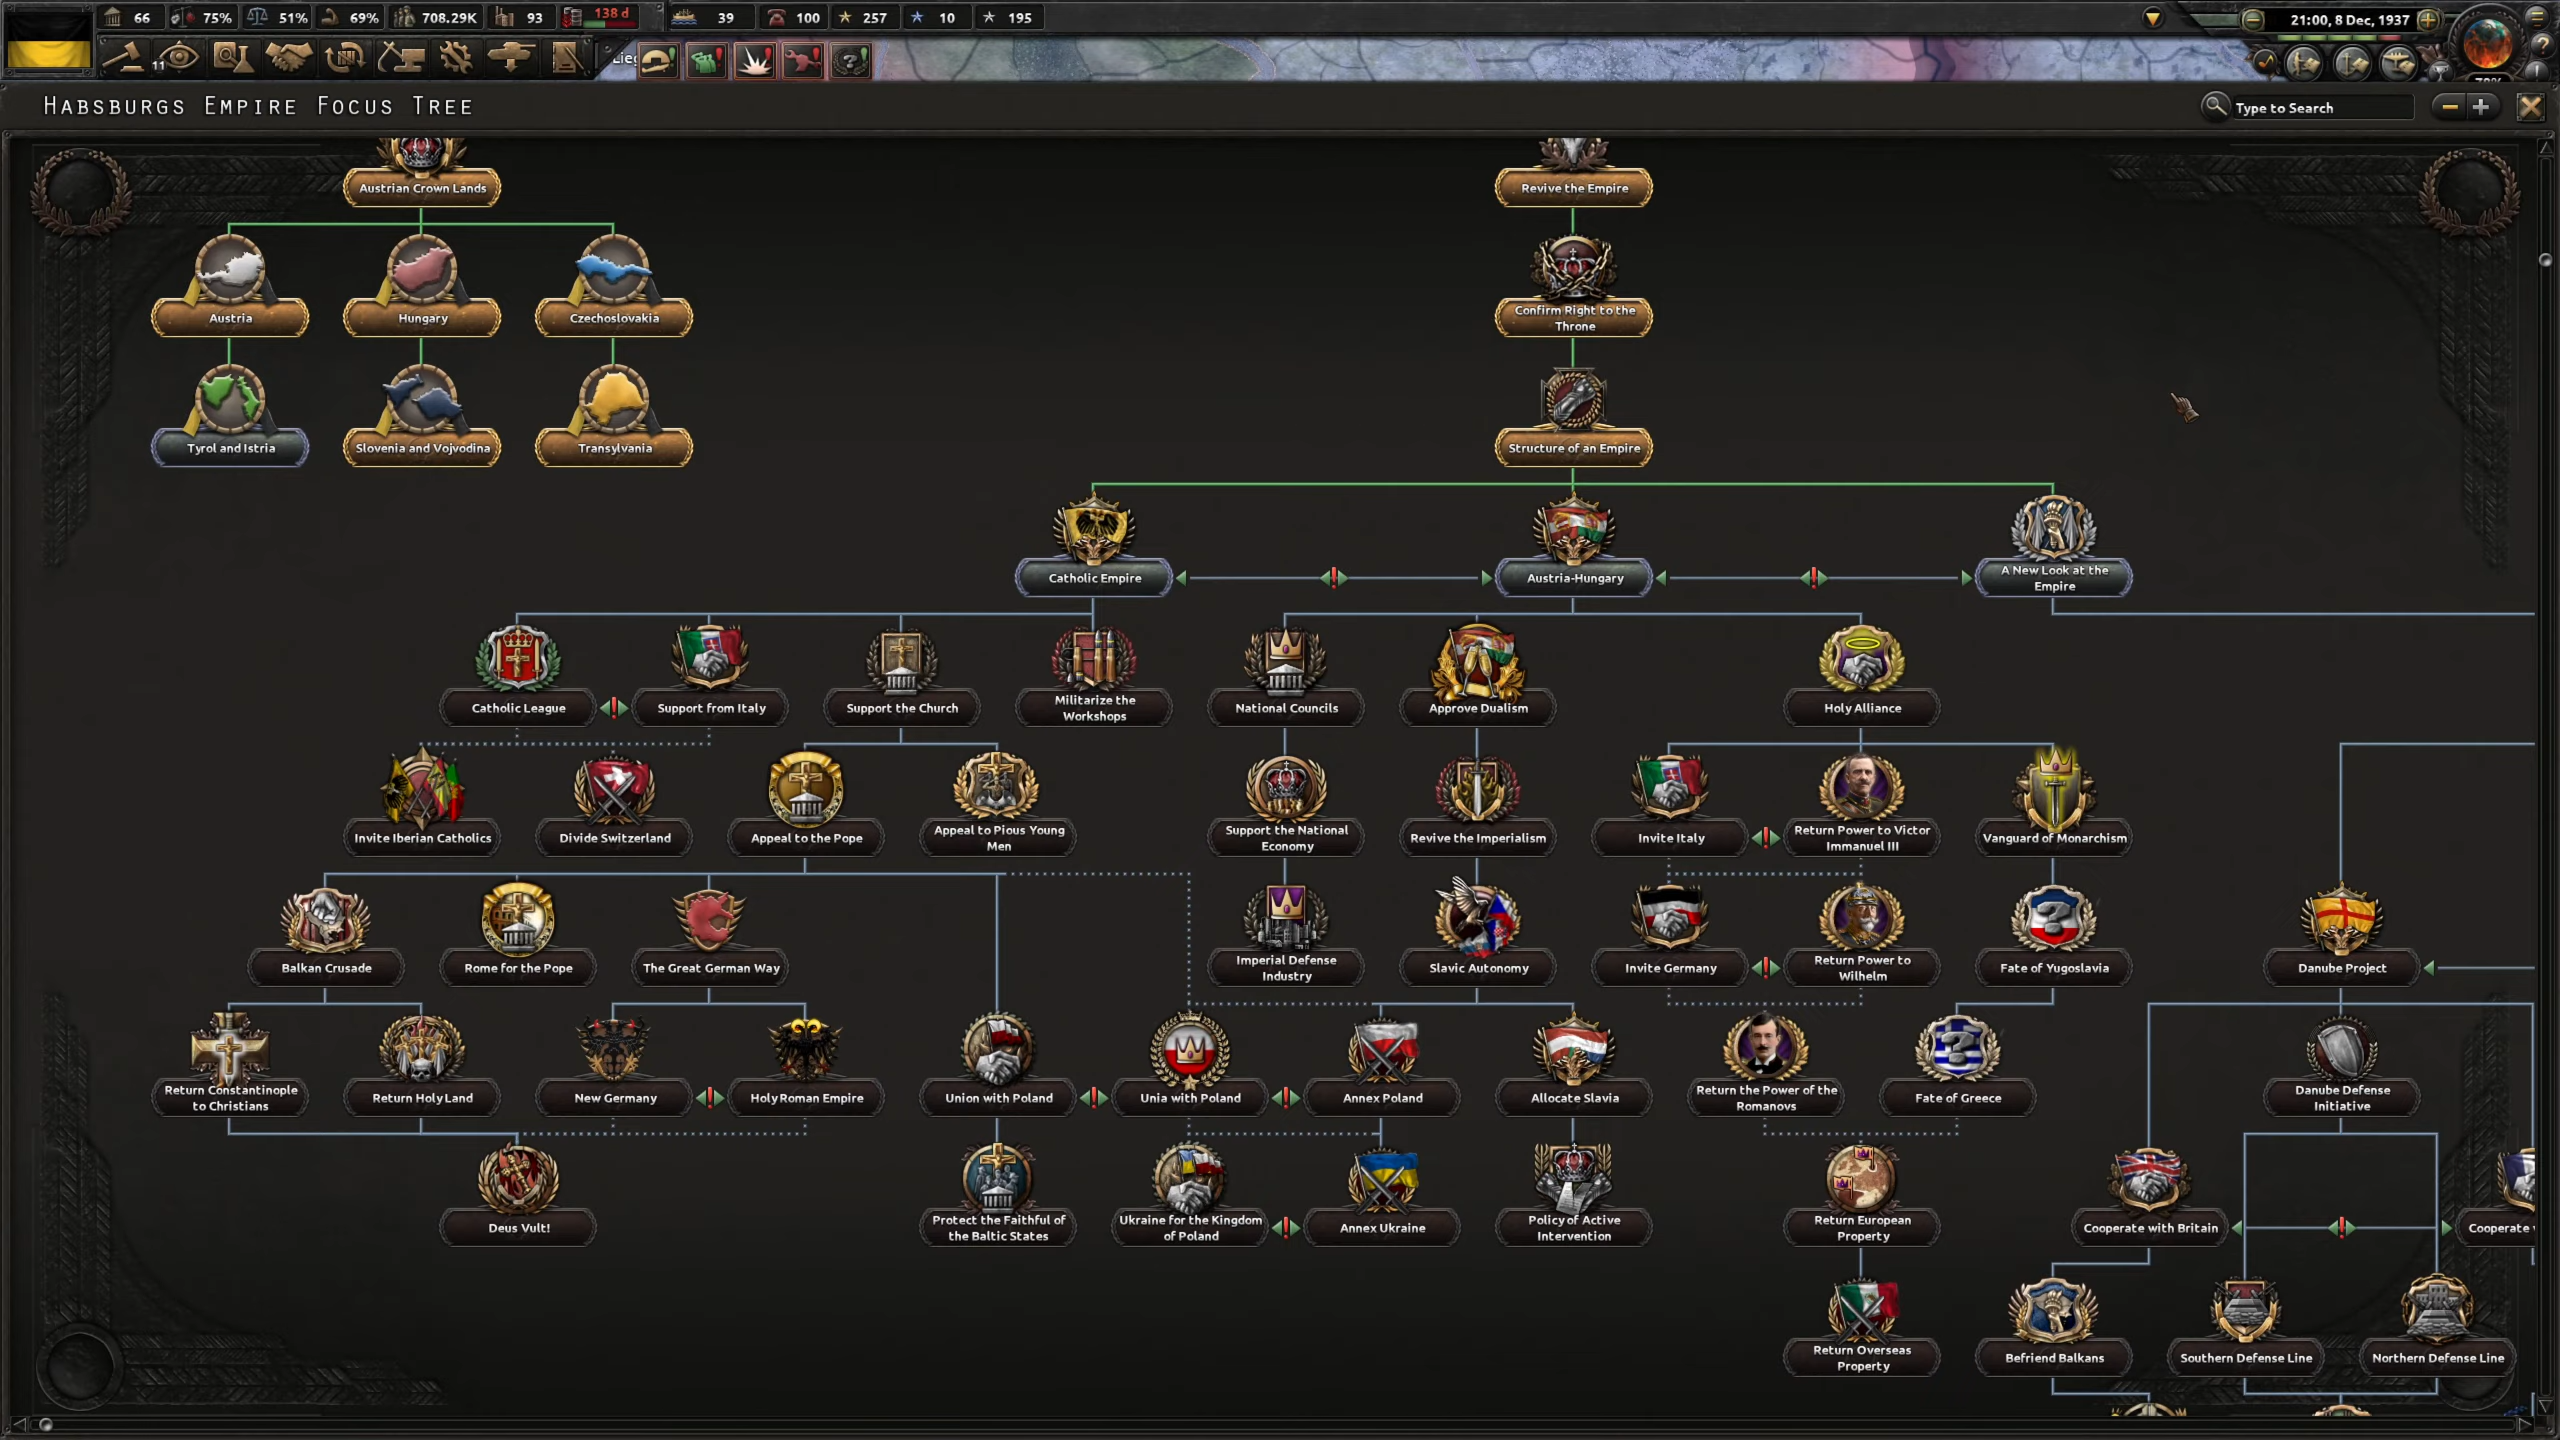 66
75%
51%
69%
708.29K
93
138 d
39
100
257
10
195
21:00, 8 Dec, 1937
11
Habsburgs Empire Focus Tree
Type to Search
Austrian Crown Lands
Revive the Empire
Austria
Hungary
Czechoslovakia
Confirm Right to the
Throne
Tyrol and Istria
Slovenia and Vojvodina
Transylvania
Structure of an Empire
Catholic Empire
Austria-Hungary
A New Look at the
Empire
Catholic League
Support from Italy
Support the Church
Militarize the
Workshops
National Councils
Approve Dualism
Holy Alliance
Invite Iberian Catholics
Divide Switzerland
Appeal to the Pope
Appeal to Pious Young
Men
Support the National
Economy
Revive the Imperialism
Invite Italy
Return Power to Victor
Immanuel III
Vanguard of Monarchism
Balkan Crusade
Rome for the Pope
The Great German Way
Imperial Defense
Industry
Slavic Autonomy
Invite Germany
Return Power to
Wilhelm
Fate of Yugoslavia
Danube Project
Return Constantinople
to Christians
Return Holy Land
New Germany
Holy Roman Empire
Union with Poland
Unia with Poland
Annex Poland
Allocate Slavia
Return the Power of the
Romanovs
Fate of Greece
Danube Defense
Initiative
Deus Vult!
Protect the Faithful of
the Baltic States
Ukraine for the Kingdom
of Poland
Annex Ukraine
Policy of Active
Intervention
Return European
Property
Cooperate with Britain
Cooperate
Return Overseas
Property
Befriend Balkans
Southern Defense Line
Northern Defense Line